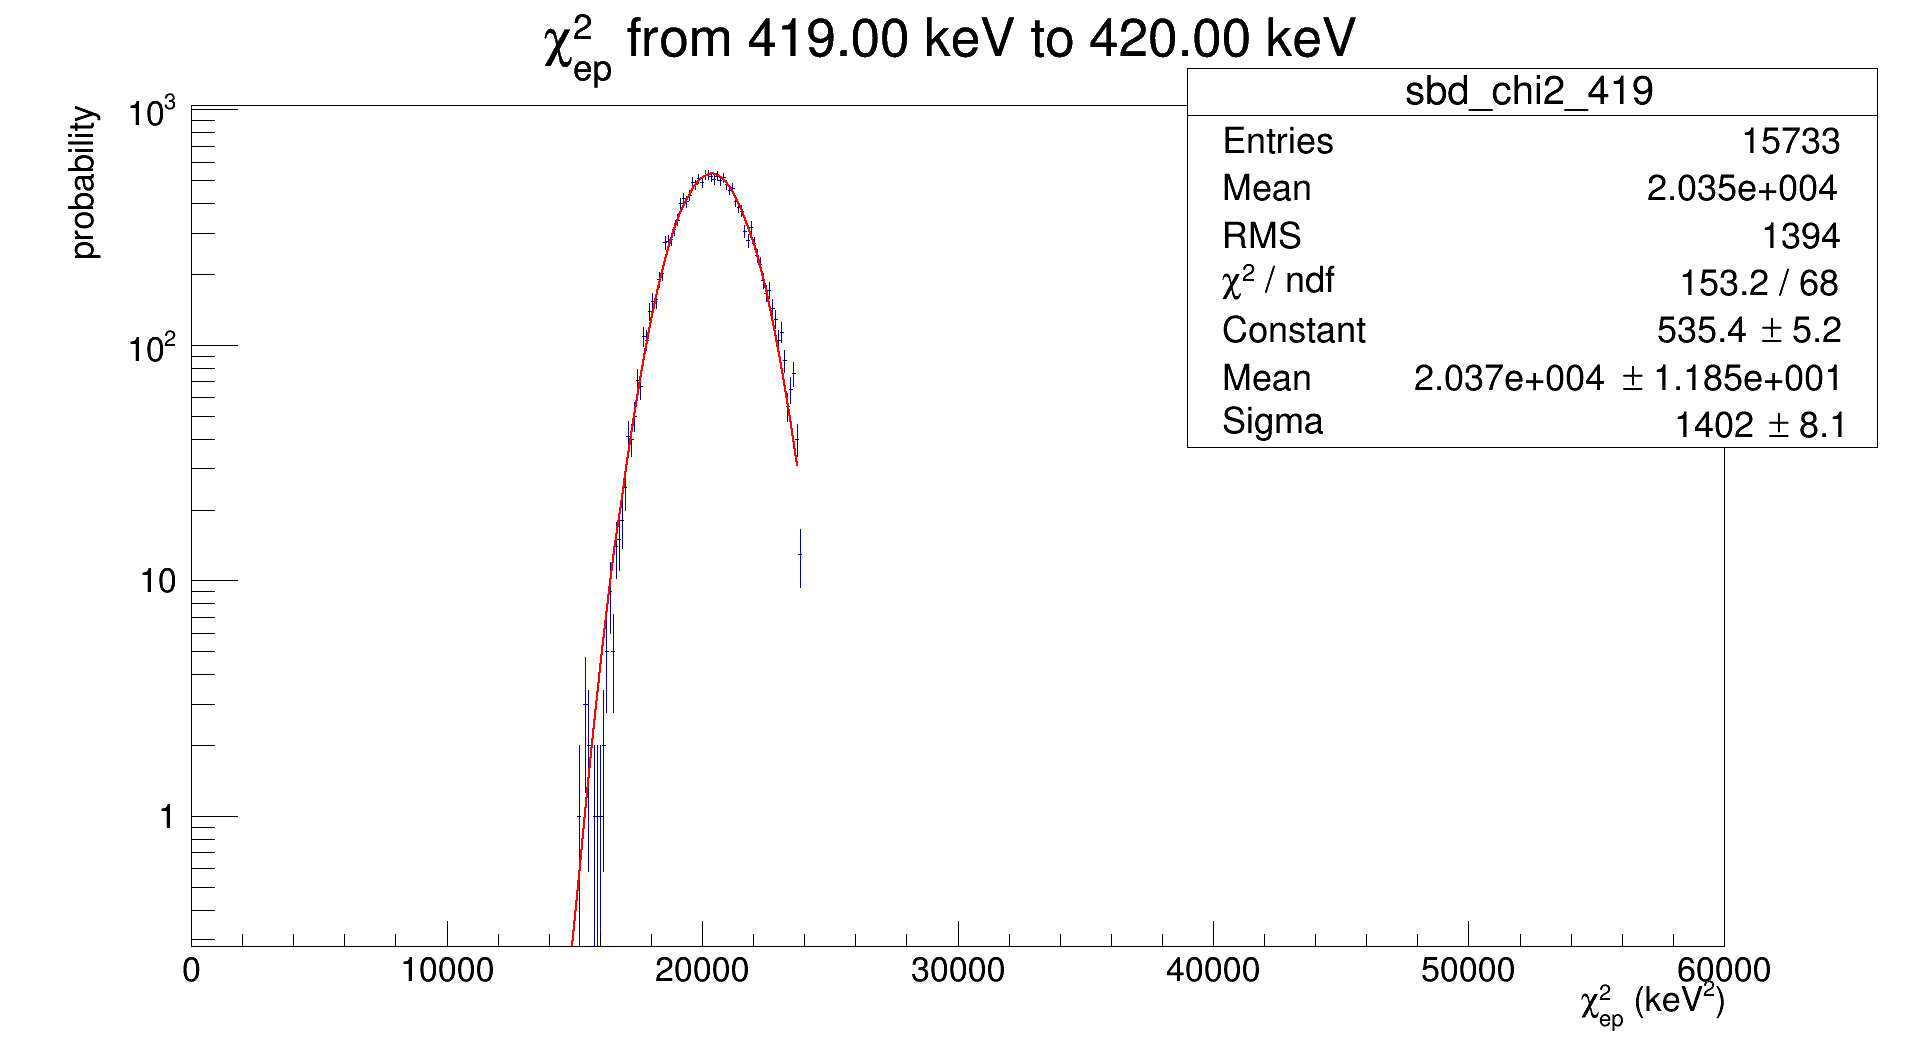 χ²ep from 419.00 keV to 420.00 keV
sbd_chi2_419
Entries 15733
Mean 2.035e+004
RMS 1394
χ² / ndf 153.2 / 68
Constant 535.4 ± 5.2
Mean 2.037e+004 ± 1.185e+001
Sigma 1402 ± 8.1
probability
10³
10²
10
1
0 10000 20000 30000 40000 50000 60000
χ²ep (keV²)